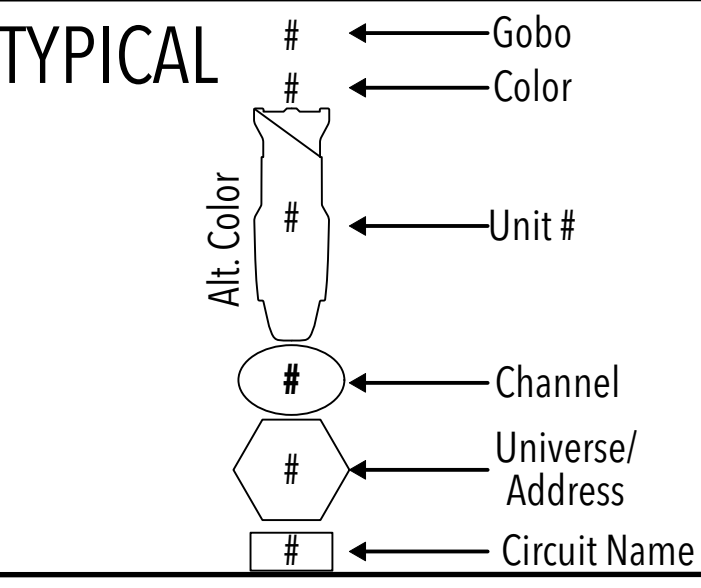 TYPICAL
#
Gobo
#
Color
Alt. Color
#
Unit #
#
Channel
#
Universe/
Address
#
Circuit Name